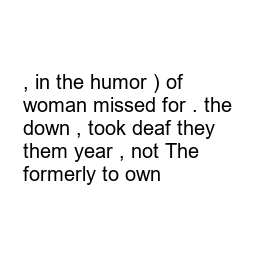 , in the humor ) of
woman missed for . the
down , took deaf they
them year , not The
formerly to own